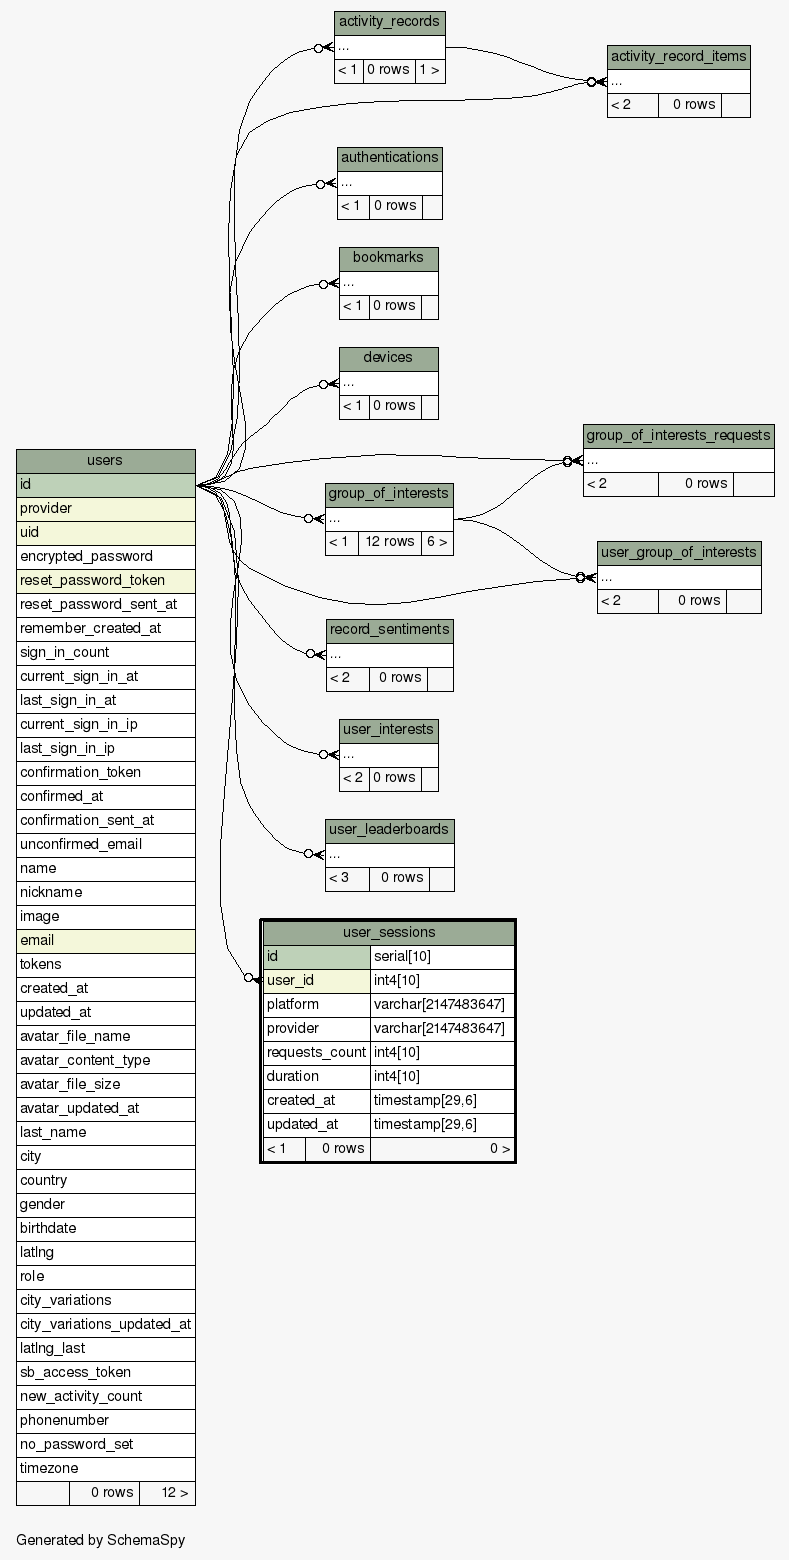 activity_records
...
< 1 0 rows 1 >
activity_record_items
...
< 2 0 rows
authentications
...
< 1 0 rows
bookmarks
...
< 1 0 rows
devices
...
< 1 0 rows
group_of_interests_requests
...
< 2 0 rows
group_of_interests
...
< 1 12 rows 6 >
user_group_of_interests
...
< 2 0 rows
record_sentiments
...
< 2 0 rows
user_interests
...
< 2 0 rows
user_leaderboards
...
< 3 0 rows
user_sessions
id serial[10]
user_id int4[10]
platform varchar[2147483647]
provider varchar[2147483647]
requests_count int4[10]
duration int4[10]
created_at timestamp[29,6]
updated_at timestamp[29,6]
< 1 0 rows 0 >
users
id
provider
uid
encrypted_password
reset_password_token
reset_password_sent_at
remember_created_at
sign_in_count
current_sign_in_at
last_sign_in_at
current_sign_in_ip
last_sign_in_ip
confirmation_token
confirmed_at
confirmation_sent_at
unconfirmed_email
name
nickname
image
email
tokens
created_at
updated_at
avatar_file_name
avatar_content_type
avatar_file_size
avatar_updated_at
last_name
city
country
gender
birthdate
latlng
role
city_variations
city_variations_updated_at
latlng_last
sb_access_token
new_activity_count
phonenumber
no_password_set
timezone
0 rows 12 >
Generated by SchemaSpy